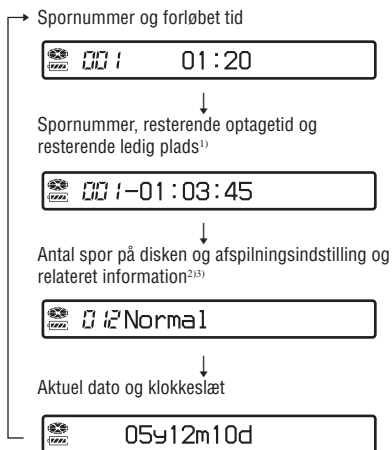 Spornummer og forløbet tid
001 01:20
Spornummer, resterende optagetid og
resterende ledig plads1)
001-01:03:45
Antal spor på disken og afspilningsindstilling og
relateret information2)3)
012Normal
Aktuel dato og klokkeslæt
05y12m10d